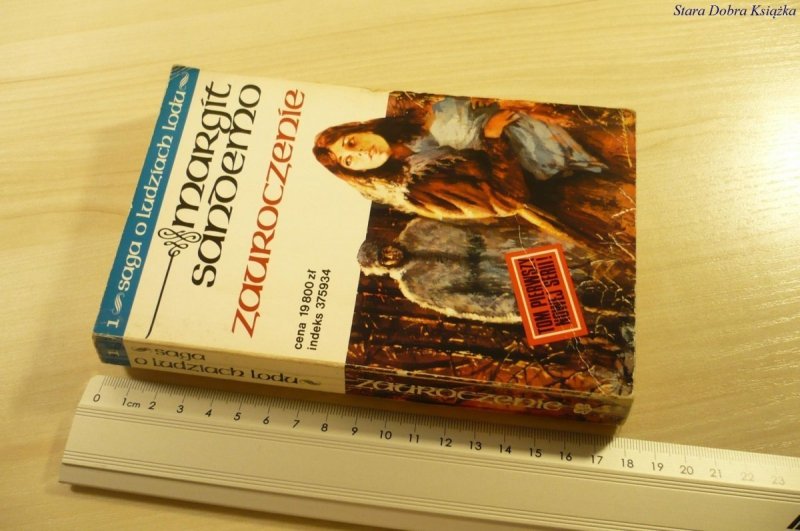 Stara Dobra Książka
1 saga o ludziach lodu
margit
sandemo
zauroczenie
cena 19 800 zł
indeks 375934
TOM PIERWSZY
NOWEJ SERII!
1 saga
o ludziach lodu
zauroczenie
0 1cm 2 3 4 5 6 7 8 9 10 11 12 13 14 15 16 17 18 19 20 21 22 23